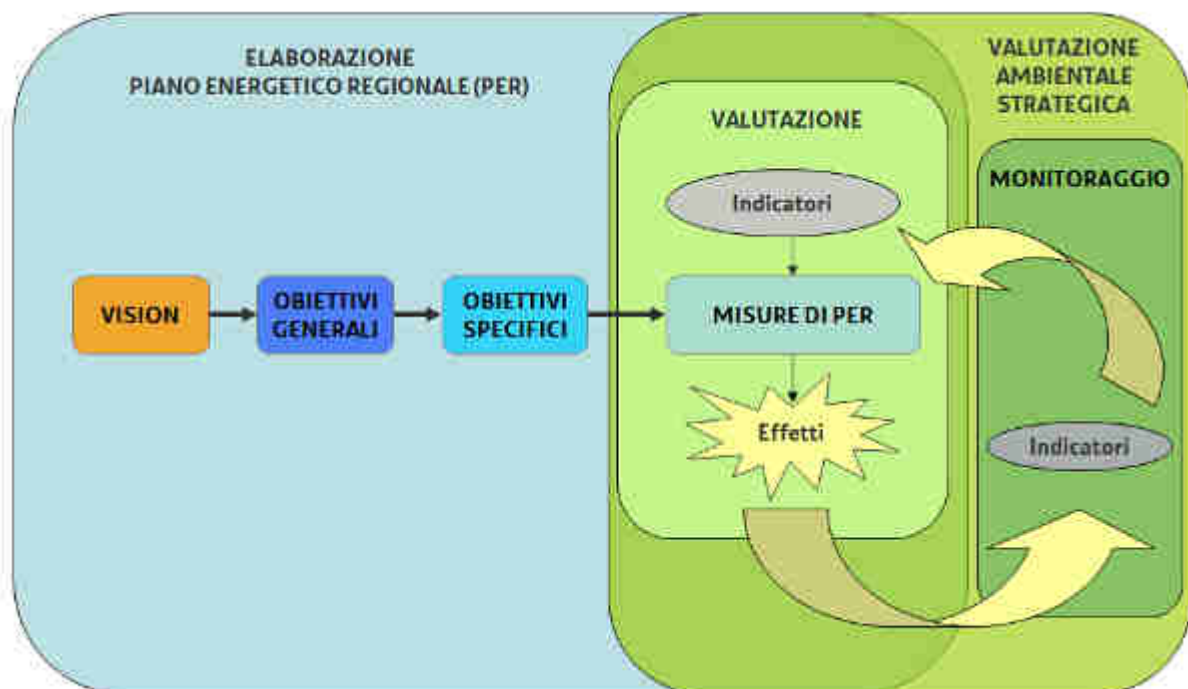 ELABORAZIONE
PIANO ENERGETICO REGIONALE (PER)
VALUTAZIONE
AMBIENTALE
STRATEGICA
VALUTAZIONE
MONITORAGGIO
Indicatori
VISION
OBIETTIVI
GENERALI
OBIETTIVI
SPECIFICI
MISURE DI PER
Effetti
Indicatori